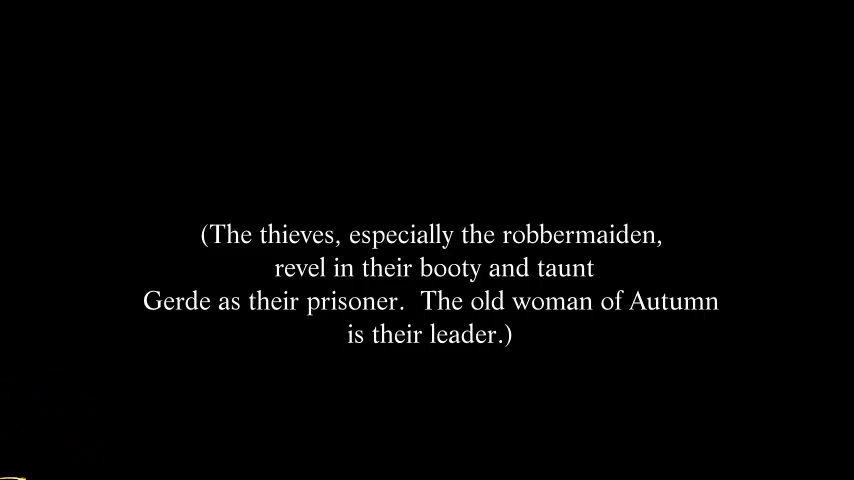 (The thieves, especially the robbermaiden,
revel in their booty and taunt
Gerde as their prisoner.  The old woman of Autumn
is their leader.)